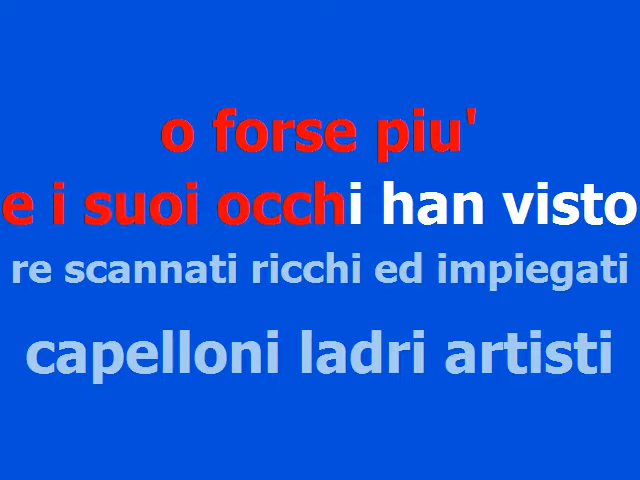 o forse piu'
e i suoi occhi han visto
re scannati ricchi ed impiegati
capelloni ladri artisti